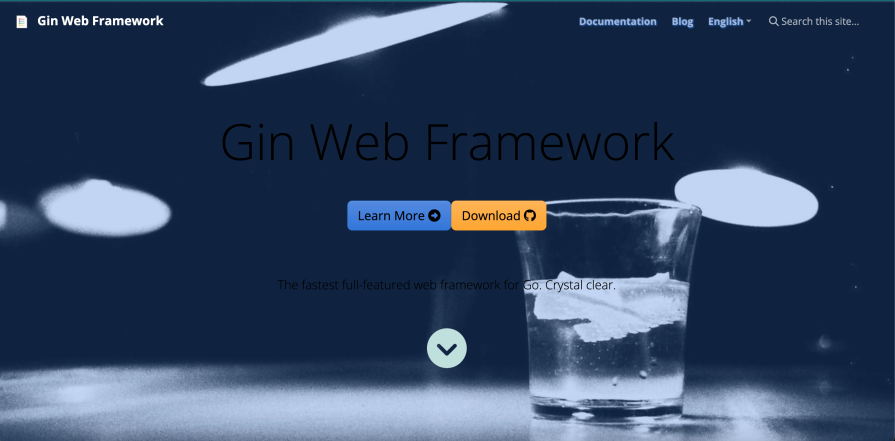 Gin Web Framework
Documentation Blog English Search this site...
Gin Web Framework
Learn More Download
The fastest full-featured web framework for Go. Crystal clear.